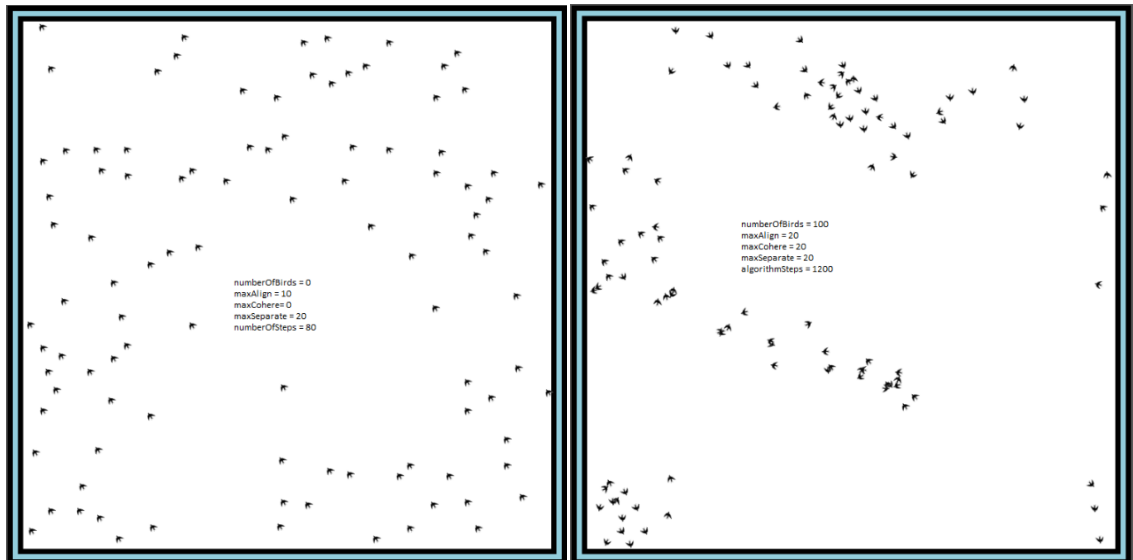 numberOfBirds = 0
maxAlign = 10
maxCohere= 0
maxSeparate = 20
numberOfSteps = 80
numberOfBirds = 100
maxAlign = 20
maxCohere = 20
maxSeparate = 20
algorithmSteps = 1200